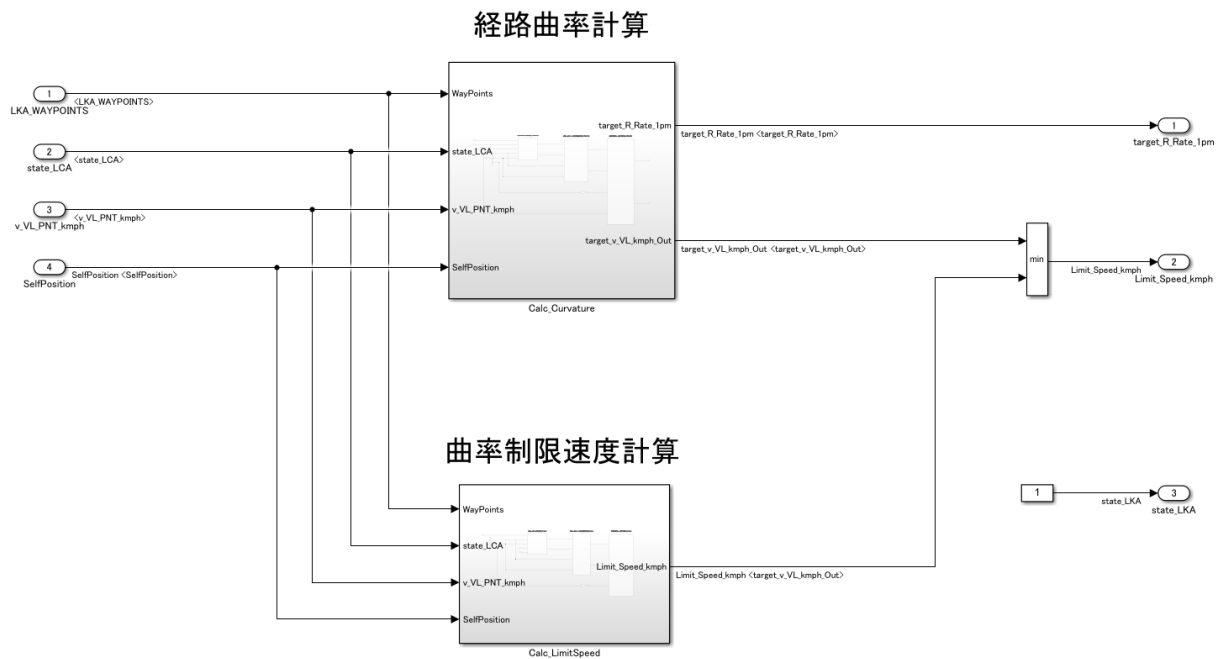 経路曲率計算
1
<LKA_WAYPOINTS>
LKA_WAYPOINTS
WayPoints
target_R_Rate_1pm
target_R_Rate_1pm <target_R_Rate_1pm>
1
target_R_Rate_1pm
2
<state_LCA>
state_LCA
state_LCA
3
<v_VL_PNT_kmph>
v_VL_PNT_kmph
v_VL_PNT_kmph
target_v_VL_kmph_Out
target_v_VL_kmph_Out <target_v_VL_kmph_Out>
4
SelfPosition <SelfPosition>
SelfPosition
SelfPosition
min
Limit_Speed_kmph
2
Limit_Speed_kmph
Calc_Curvature
曲率制限速度計算
WayPoints
state_LCA
v_VL_PNT_kmph
SelfPosition
Limit_Speed_kmph
Limit_Speed_kmph <target_v_VL_kmph_Out>
1
state_LKA
3
state_LKA
Calc_LimitSpeed